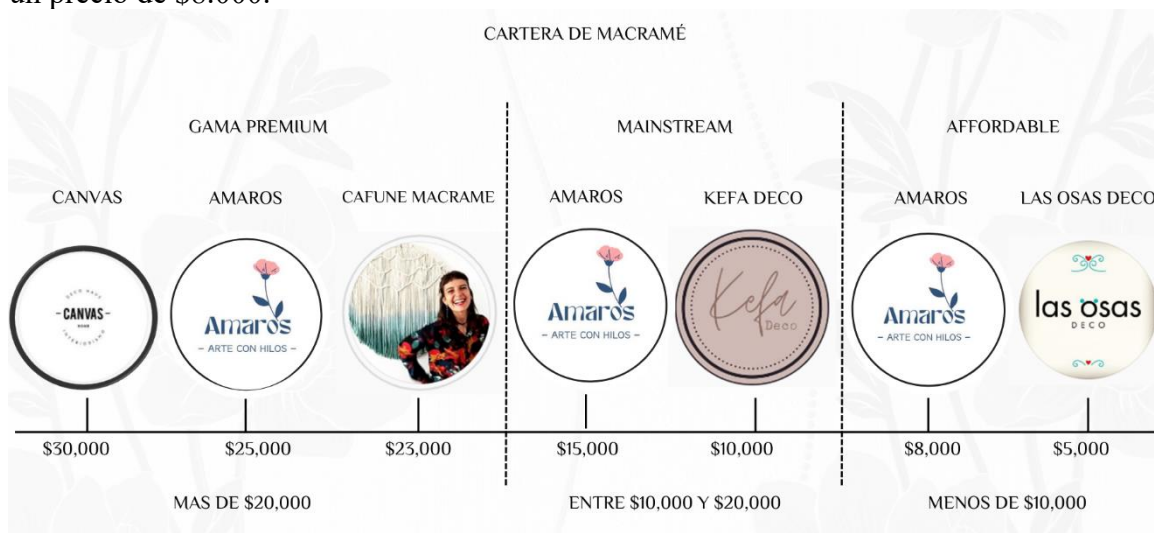 un precio de $8.000.
CARTERA DE MACRAMÉ
GAMA PREMIUM
MAINSTREAM
AFFORDABLE
CANVAS
AMAROS
CAFUNE MACRAME
AMAROS
KEFA DECO
AMAROS
LAS OSAS DECO
- CANVAS -
Amaros
- ARTE CON HILOS -
Amaros
- ARTE CON HILOS -
Kefa
Deco
Amaros
- ARTE CON HILOS -
las ösas
DECO
$30,000
$25,000
$23,000
$15,000
$10,000
$8,000
$5,000
MAS DE $20,000
ENTRE $10,000 Y $20,000
MENOS DE $10,000